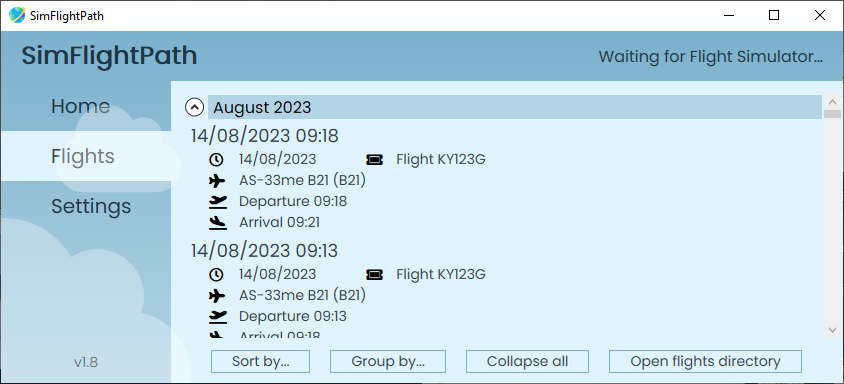 SimFlightPath
SimFlightPath
Waiting for Flight Simulator...
Home
Flights
Settings
v1.8
August 2023
14/08/2023 09:18
14/08/2023 Flight KY123G
AS-33me B21 (B21)
Departure 09:18
Arrival 09:21
14/08/2023 09:13
14/08/2023 Flight KY123G
AS-33me B21 (B21)
Departure 09:13
Arrival 09:18
Sort by... Group by... Collapse all Open flights directory